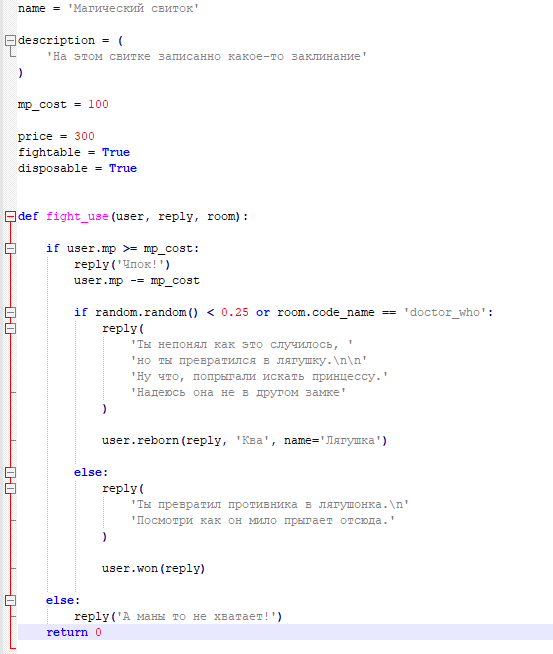 name = 'Магический свиток'
description = (
'На этом свитке записанно какое-то заклинание'
)
mp_cost = 100
price = 300
fightable = True
disposable = True
def fight_use(user, reply, room):
if user.mp >= mp_cost:
reply('Чпок!')
user.mp -= mp_cost
if random.random() < 0.25 or room.code_name == 'doctor_who':
reply(
'Ты непонял как это случилось, '
'но ты превратился в лягушку.\n\n'
'Ну что, попрыгали искать принцессу.'
'Надеюсь она не в другом замке'
)
user.reborn(reply, 'Ква', name='Лягушка')
else:
reply(
'Ты превратил противника в лягушонка.\n'
'Посмотри как он мило прыгает отсюда.'
)
user.won(reply)
else:
reply('А маны то не хватает!')
return 0